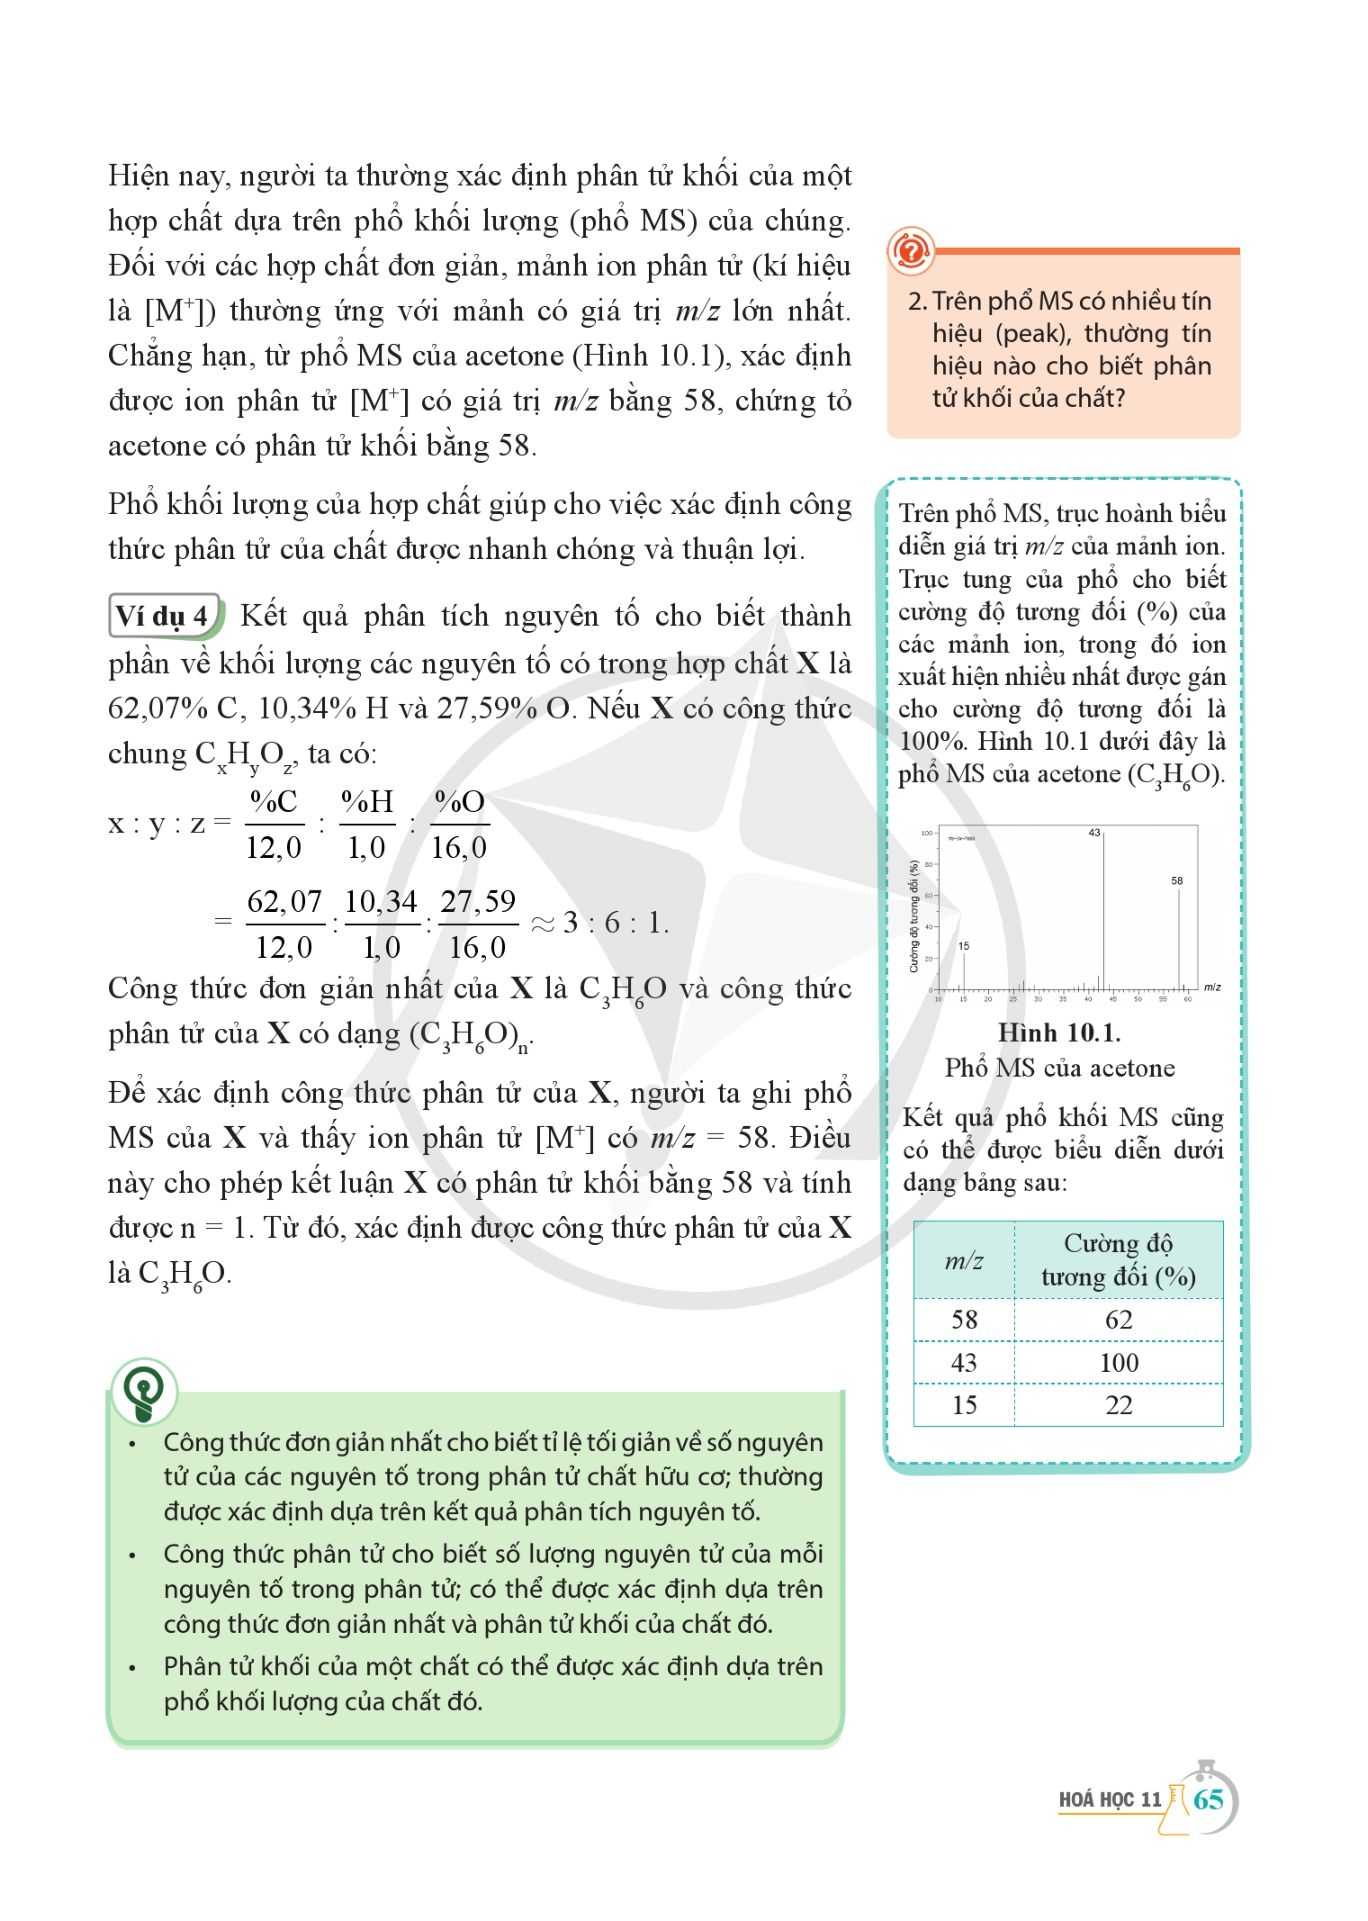 Hiện nay, người ta thường xác định phân tử khối của một
hợp chất dựa trên phổ khối lượng (phổ MS) của chúng.
Đối với các hợp chất đơn giản, mảnh ion phân tử (kí hiệu
là [M⁺]) thường ứng với mảnh có giá trị m/z lớn nhất.
Chẳng hạn, từ phổ MS của acetone (Hình 10.1), xác định
được ion phân tử [M⁺] có giá trị m/z bằng 58, chứng tỏ
acetone có phân tử khối bằng 58.
Phổ khối lượng của hợp chất giúp cho việc xác định công
thức phân tử của chất được nhanh chóng và thuận lợi.
Ví dụ 4 Kết quả phân tích nguyên tố cho biết thành
phần về khối lượng các nguyên tố có trong hợp chất X là
62,07% C, 10,34% H và 27,59% O. Nếu X có công thức
chung CₓHᵧO_z, ta có:
x : y : z = %C/12,0 : %H/1,0 : %O/16,0
= 62,07/12,0 : 10,34/1,0 : 27,59/16,0 ≈ 3 : 6 : 1.
Công thức đơn giản nhất của X là C₃H₆O và công thức
phân tử của X có dạng (C₃H₆O)ₙ.
Để xác định công thức phân tử của X, người ta ghi phổ
MS của X và thấy ion phân tử [M⁺] có m/z = 58. Điều
này cho phép kết luận X có phân tử khối bằng 58 và tính
được n = 1. Từ đó, xác định được công thức phân tử của X
là C₃H₆O.
• Công thức đơn giản nhất cho biết tỉ lệ tối giản về số nguyên
tử của các nguyên tố trong phân tử chất hữu cơ; thường
được xác định dựa trên kết quả phân tích nguyên tố.
• Công thức phân tử cho biết số lượng nguyên tử của mỗi
nguyên tố trong phân tử; có thể được xác định dựa trên
công thức đơn giản nhất và phân tử khối của chất đó.
• Phân tử khối của một chất có thể được xác định dựa trên
phổ khối lượng của chất đó.
?
2. Trên phổ MS có nhiều tín
hiệu (peak), thường tín
hiệu nào cho biết phân
tử khối của chất?
Trên phổ MS, trục hoành biểu
diễn giá trị m/z của mảnh ion.
Trục tung của phổ cho biết
cường độ tương đối (%) của
các mảnh ion, trong đó ion
xuất hiện nhiều nhất được gán
cho cường độ tương đối là
100%. Hình 10.1 dưới đây là
phổ MS của acetone (C₃H₆O).
Cường độ tương đối (%)
100
80
60
40
20
0
43
58
15
10 15 20 25 30 35 40 45 50 55 60 m/z
Hình 10.1.
Phổ MS của acetone
Kết quả phổ khối MS cũng
có thể được biểu diễn dưới
dạng bảng sau:
m/z Cường độ
tương đối (%)
58 62
43 100
15 22
HOÁ HỌC 11 65